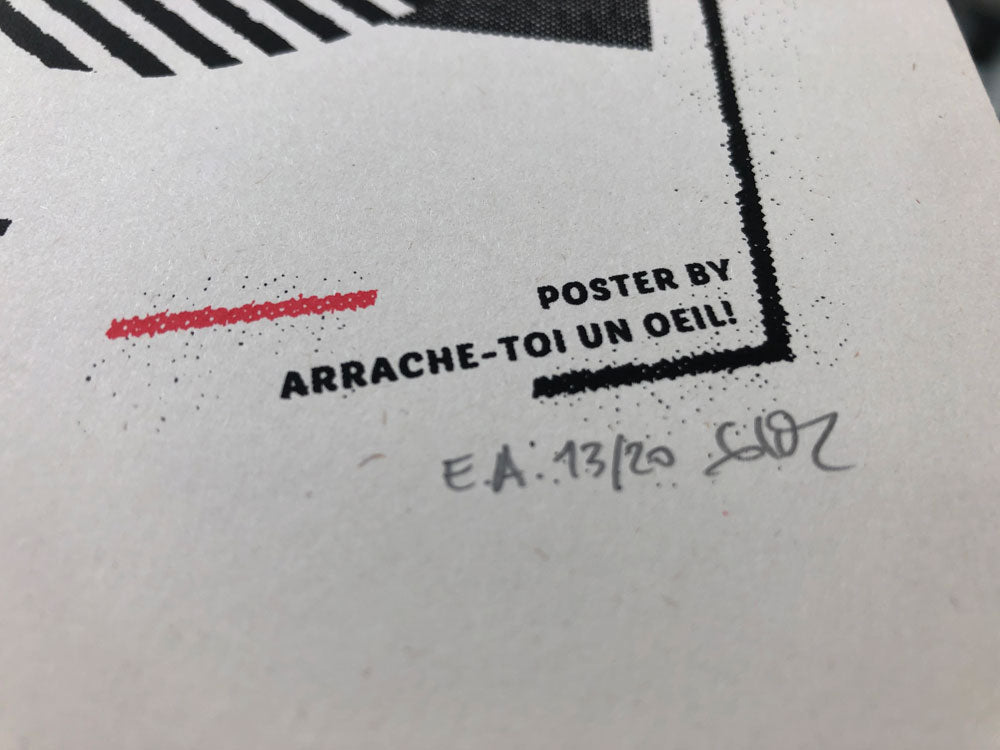 POSTER BY
ARRACHE-TOI UN OEIL!
E.A. 13/20